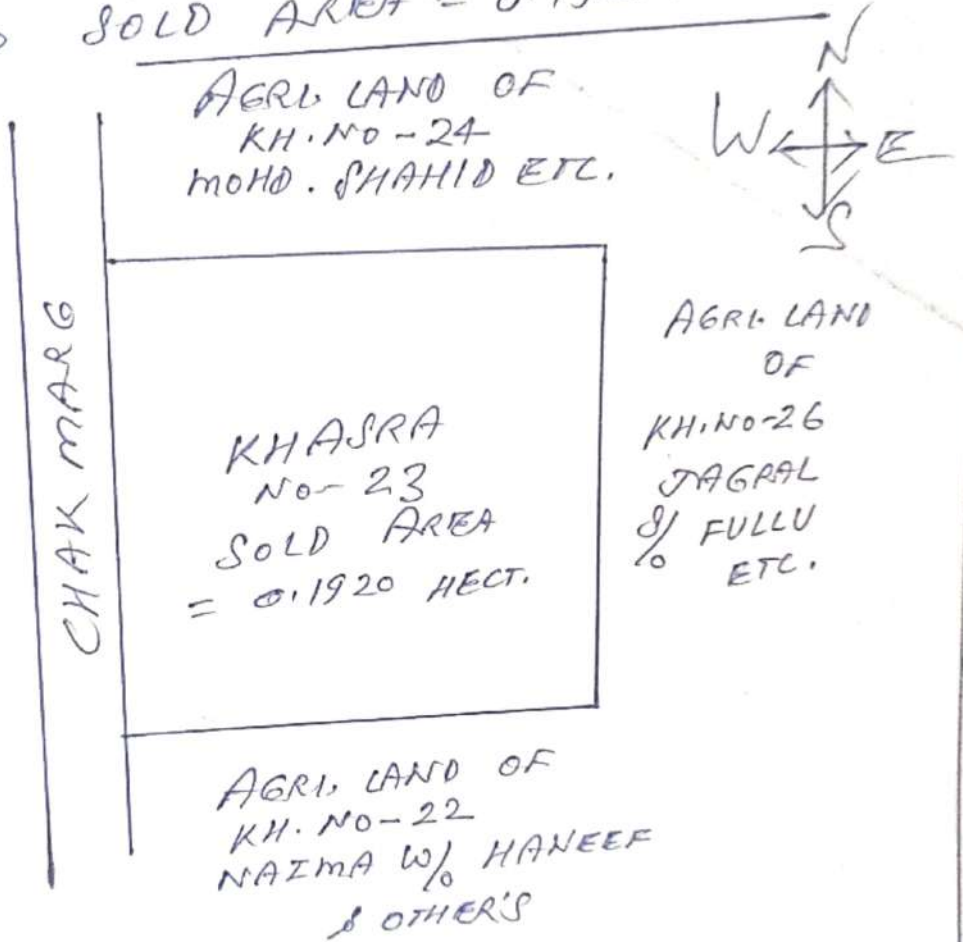 SOLD AREA =
AGRI. LAND OF
KH. NO-24
MOHD. SHAHID ETC.
N
W E
S
CHAK MARG
KHASRA
NO- 23
SOLD AREA
= 0.1920 HECT.
AGRI. LAND
OF
KH. NO-26
JAGPAL
S/o FULLU
ETC.
AGRI. LAND OF
KH. NO-22
NAIMA W/o HANEEF
& OTHER'S